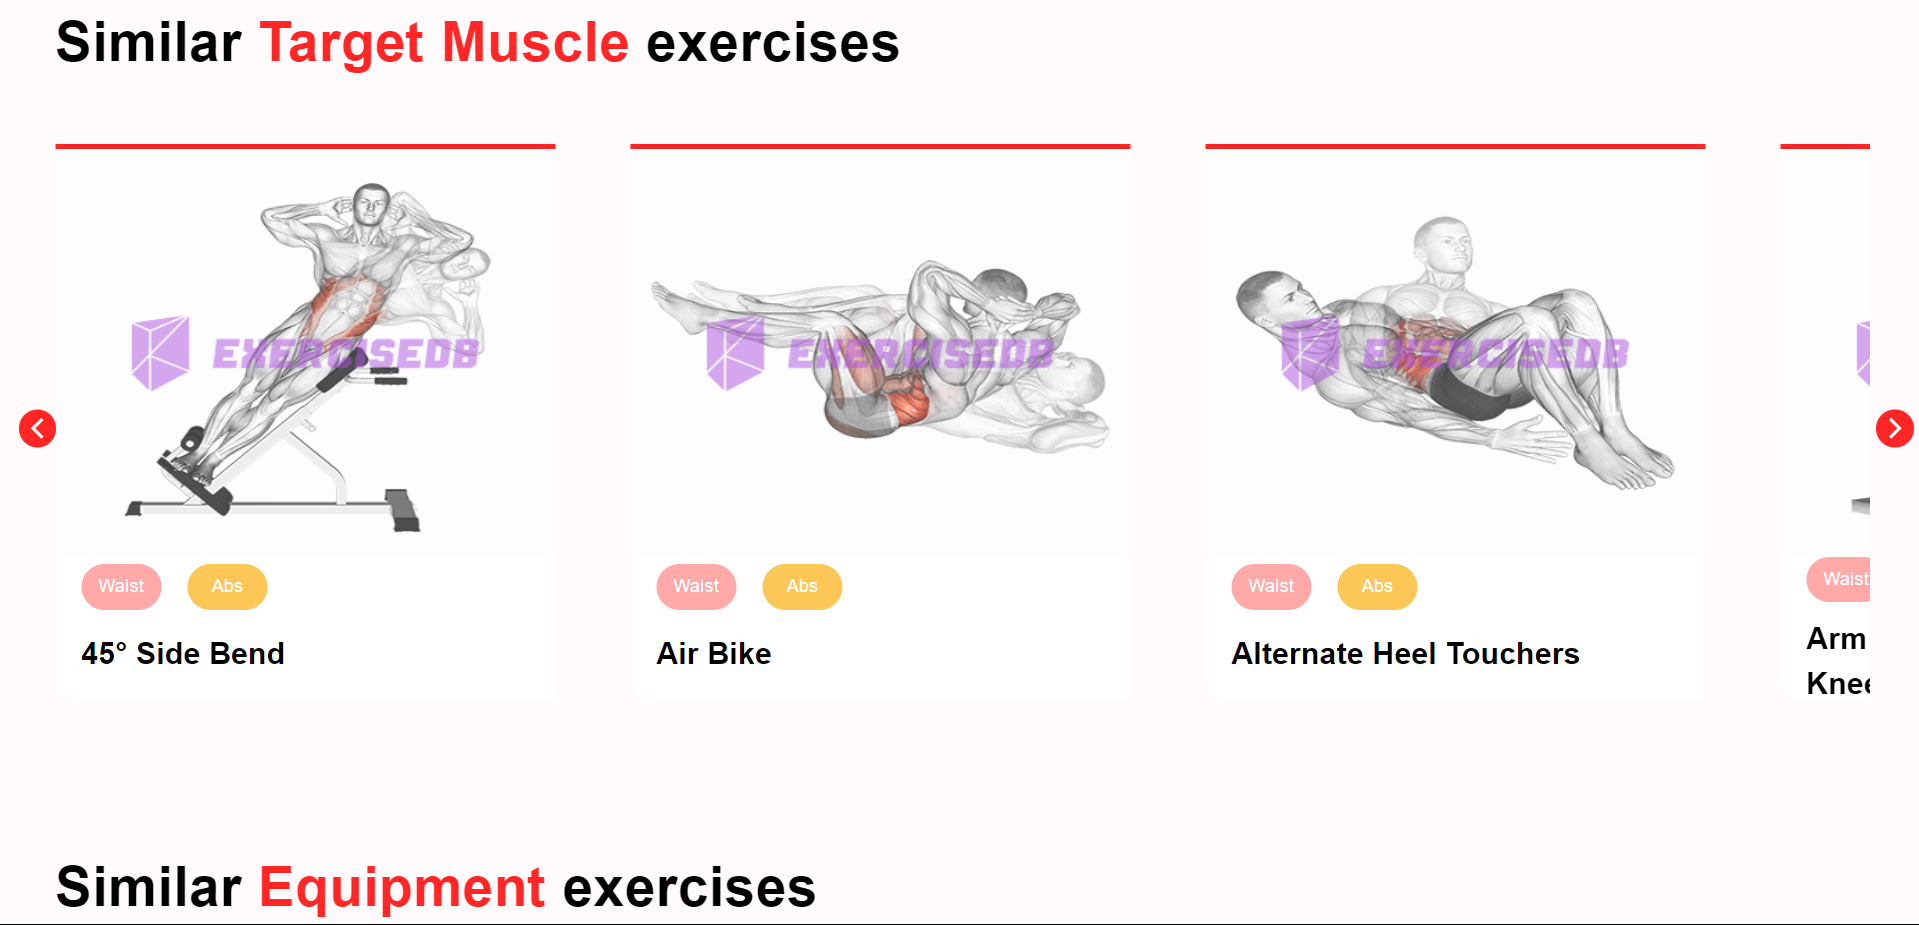 Similar Target Muscle exercises
EXERCISEDB
EXERCISEDB
EXERCISEDB
Waist Abs
45° Side Bend
Waist Abs
Air Bike
Waist Abs
Alternate Heel Touchers
Waist
Arm
Knee
Similar Equipment exercises